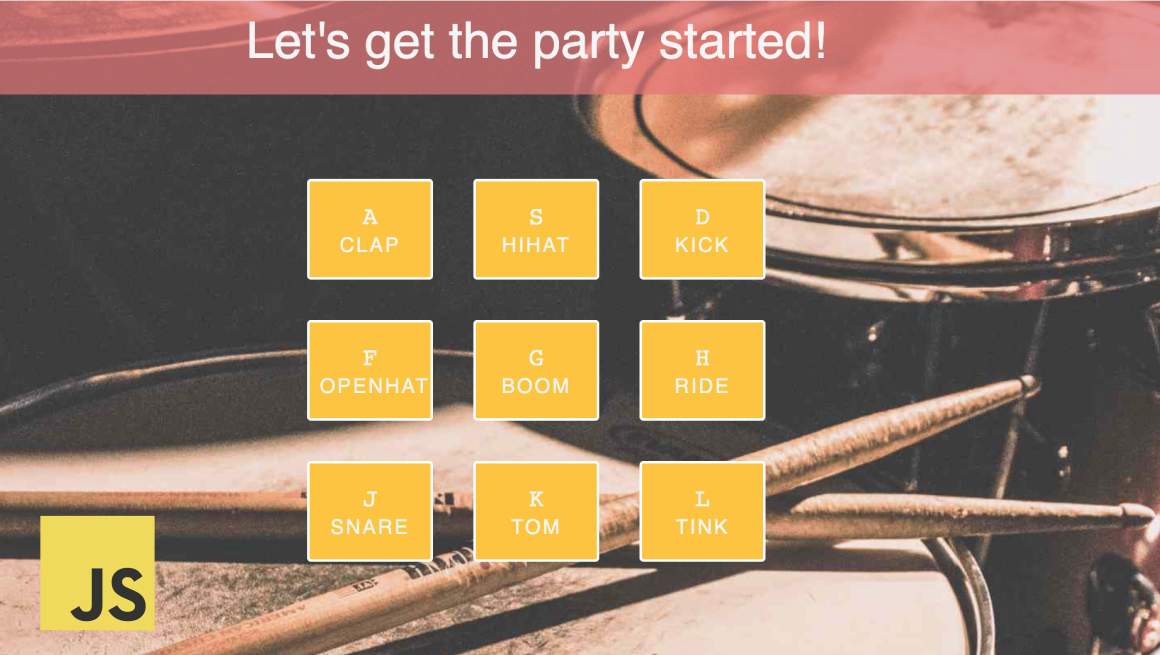 Let's get the party started!
A
CLAP
S
HIHAT
D
KICK
F
OPENHAT
G
BOOM
H
RIDE
J
SNARE
K
TOM
L
TINK
JS